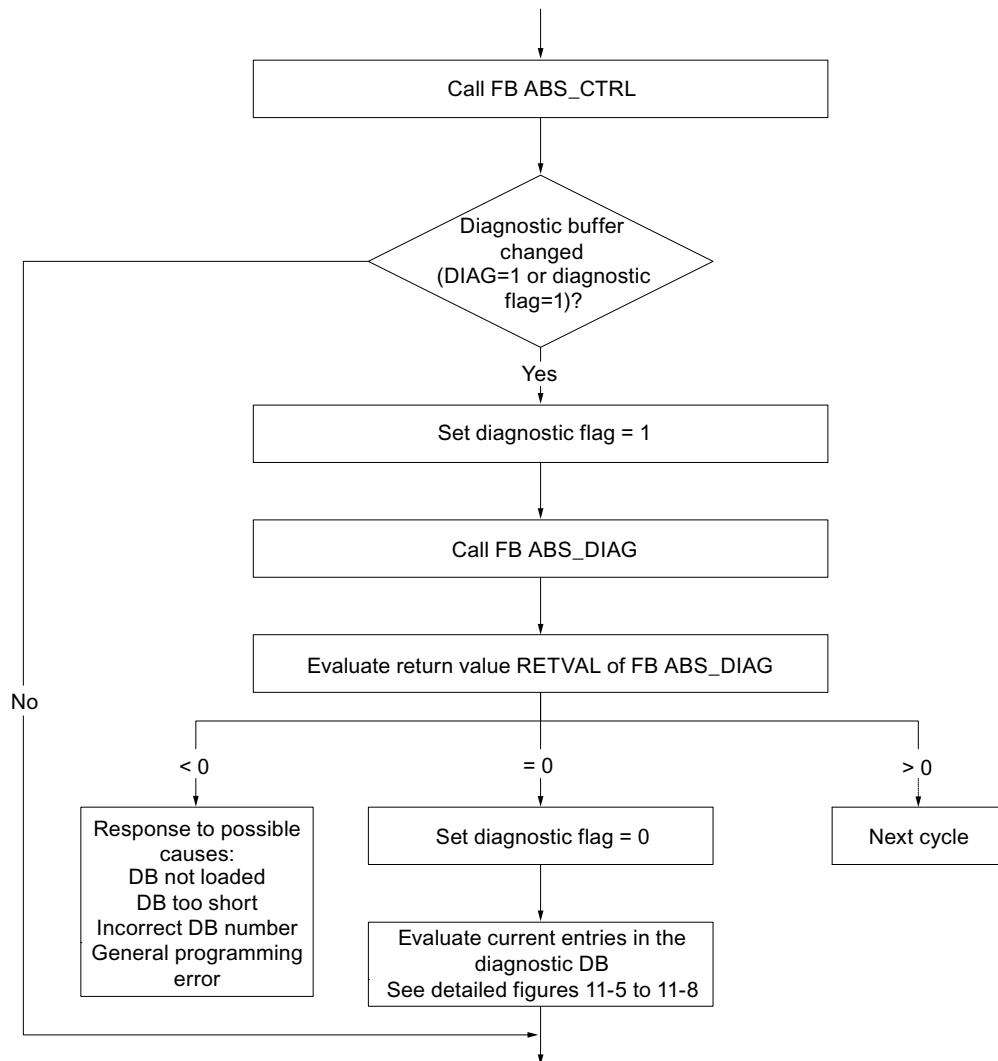 Call FB ABS_CTRL
Diagnostic buffer
changed
(DIAG=1 or diagnostic
flag=1)?
Yes
Set diagnostic flag = 1
Call FB ABS_DIAG
Evaluate return value RETVAL of FB ABS_DIAG
No
< 0
= 0
> 0
Response to possible
causes:
DB not loaded
DB too short
Incorrect DB number
General programming
error
Set diagnostic flag = 0
Next cycle
Evaluate current entries in the
diagnostic DB
See detailed figures 11-5 to 11-8